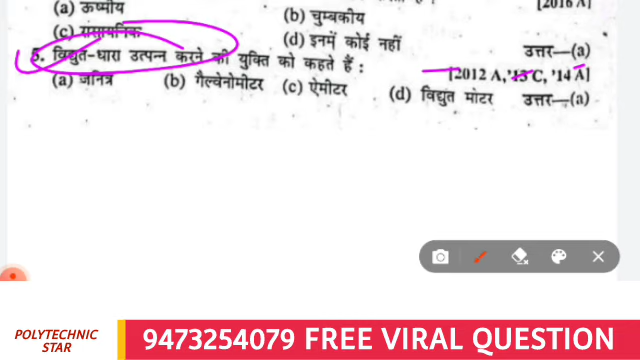 (a) ऊष्मीय (b) चुम्बकीय [2016 A]
(c) रासायनिक (d) इनमें कोई नहीं उत्तर—(a)
5. विद्युत-धारा उत्पन्न करने की युक्ति को कहते हैं :
[2012 A, '13 C, '14 A]
(a) जनित्र (b) गैल्वेनोमीटर (c) ऐमीटर (d) विद्युत मोटर उत्तर—(a)
POLYTECHNIC
STAR
9473254079 FREE VIRAL QUESTION